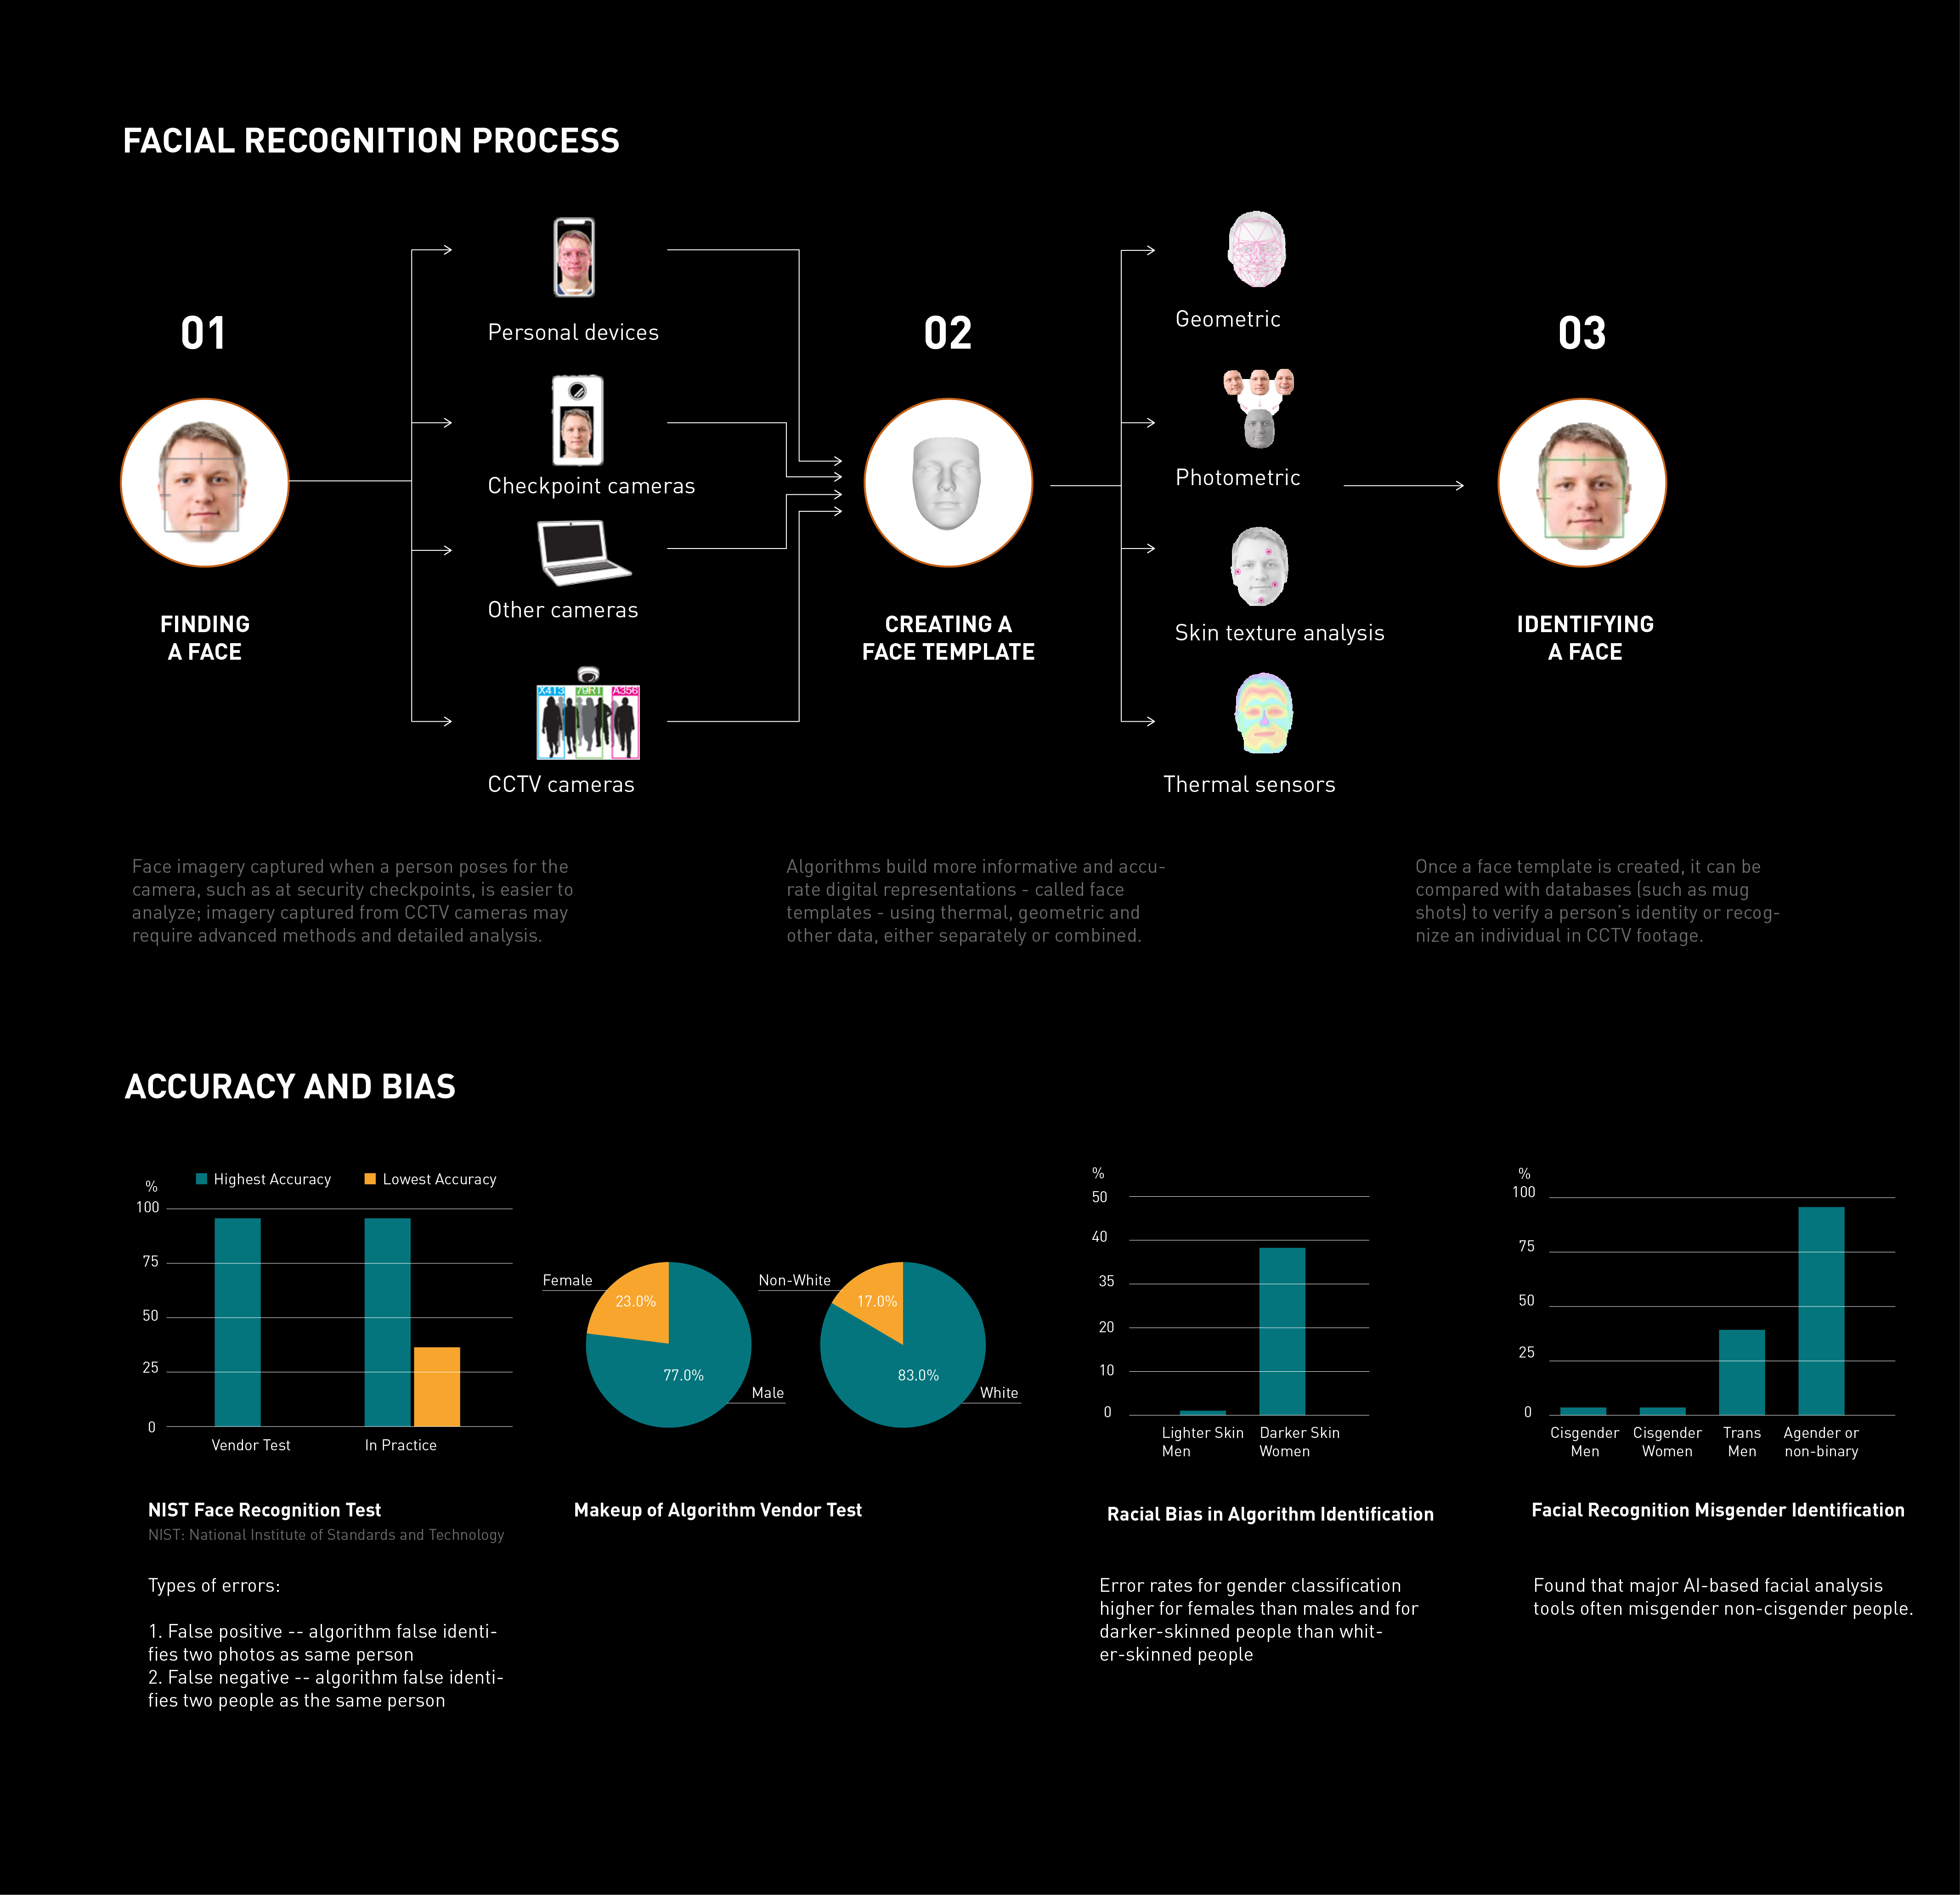 FACIAL RECOGNITION PROCESS
01
FINDING
A FACE
Personal devices
Checkpoint cameras
Other cameras
X4T3 79RT A356
CCTV cameras
02
CREATING A
FACE TEMPLATE
Geometric
Photometric
Skin texture analysis
Thermal sensors
03
IDENTIFYING
A FACE
Face imagery captured when a person poses for the
camera, such as at security checkpoints, is easier to
analyze; imagery captured from CCTV cameras may
require advanced methods and detailed analysis.
Algorithms build more informative and accu-
rate digital representations - called face
templates - using thermal, geometric and
other data, either separately or combined.
Once a face template is created, it can be
compared with databases (such as mug
shots) to verify a person's identity or recog-
nize an individual in CCTV footage.
ACCURACY AND BIAS
Highest Accuracy Lowest Accuracy
%
100
75
50
25
0
Vendor Test In Practice
NIST Face Recognition Test
NIST: National Institute of Standards and Technology
Types of errors:
1. False positive -- algorithm false identi-
fies two photos as same person
2. False negative -- algorithm false identi-
fies two people as the same person
Female
23.0%
77.0%
Male
Non-White
17.0%
83.0%
White
Makeup of Algorithm Vendor Test
%
50
40
35
20
10
0
Lighter Skin
Men
Darker Skin
Women
Racial Bias in Algorithm Identification
Error rates for gender classification
higher for females than males and for
darker-skinned people than whit-
er-skinned people
%
100
75
50
25
0
Cisgender
Men
Cisgender
Women
Trans
Men
Agender or
non-binary
Facial Recognition Misgender Identification
Found that major AI-based facial analysis
tools often misgender non-cisgender people.